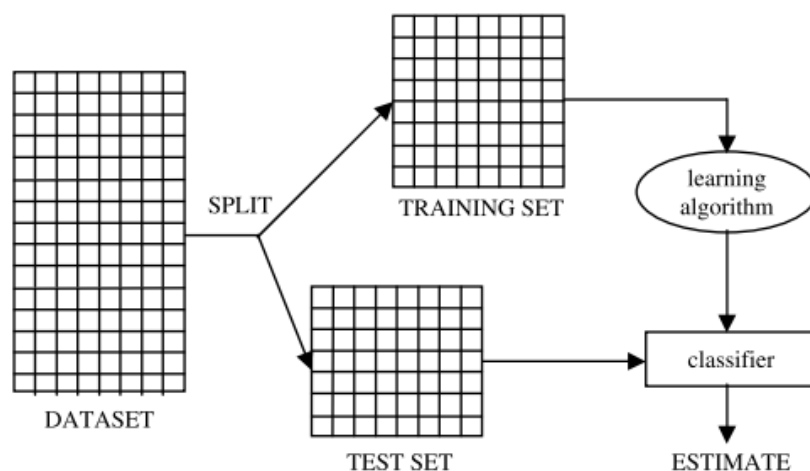 SPLIT
TRAINING SET
learning
algorithm
classifier
DATASET
TEST SET
ESTIMATE